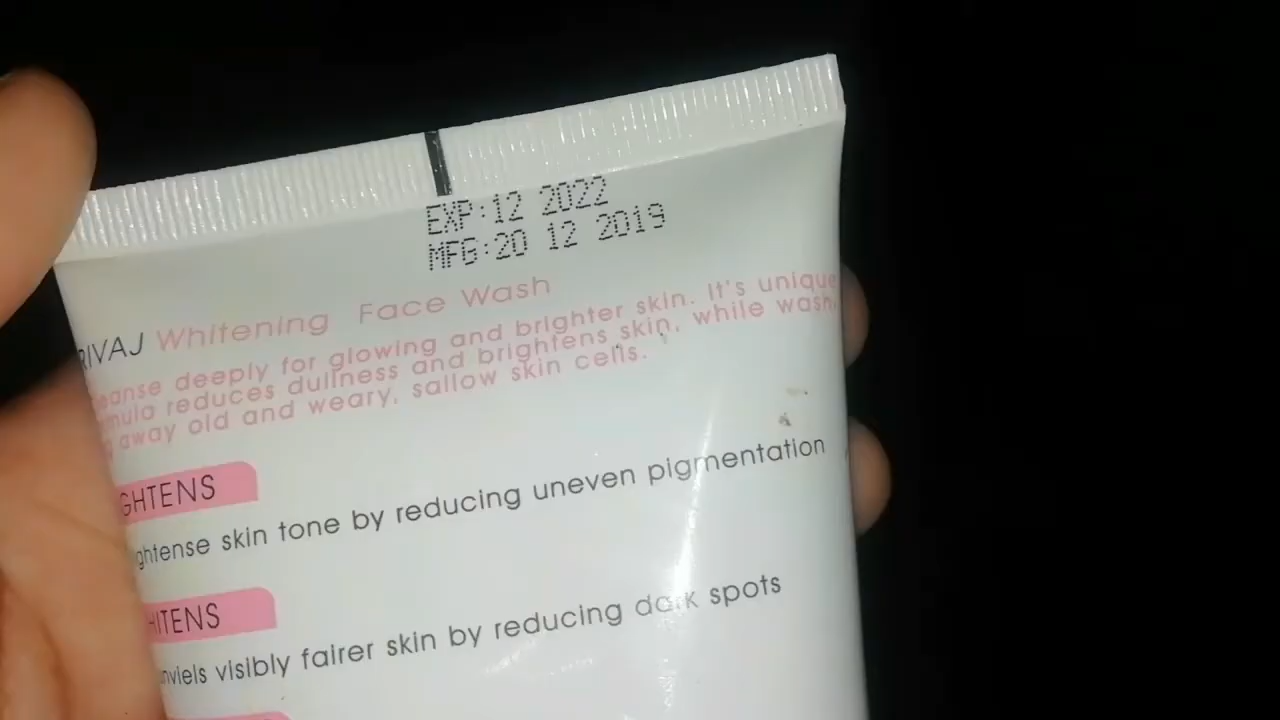 EXP:12 2022
MFG:20 12 2019
RIVAJ Whitening Face Wash
eanse deeply for glowing and brighter skin. It's unique
mula reduces dullness and brightens skin, while wash
away old and weary, sallow skin cells.
GHTENS
ghtense skin tone by reducing uneven pigmentation
HITENS
nviels visibly fairer skin by reducing dark spots